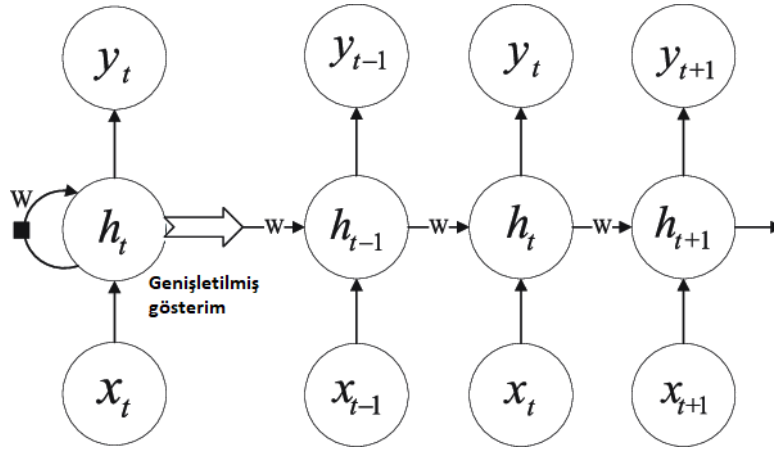 y_t y_{t-1} y_t y_{t+1}
W h_t W h_{t-1} W h_t W h_{t+1}
Genişletilmiş
gösterim
x_t x_{t-1} x_t x_{t+1}